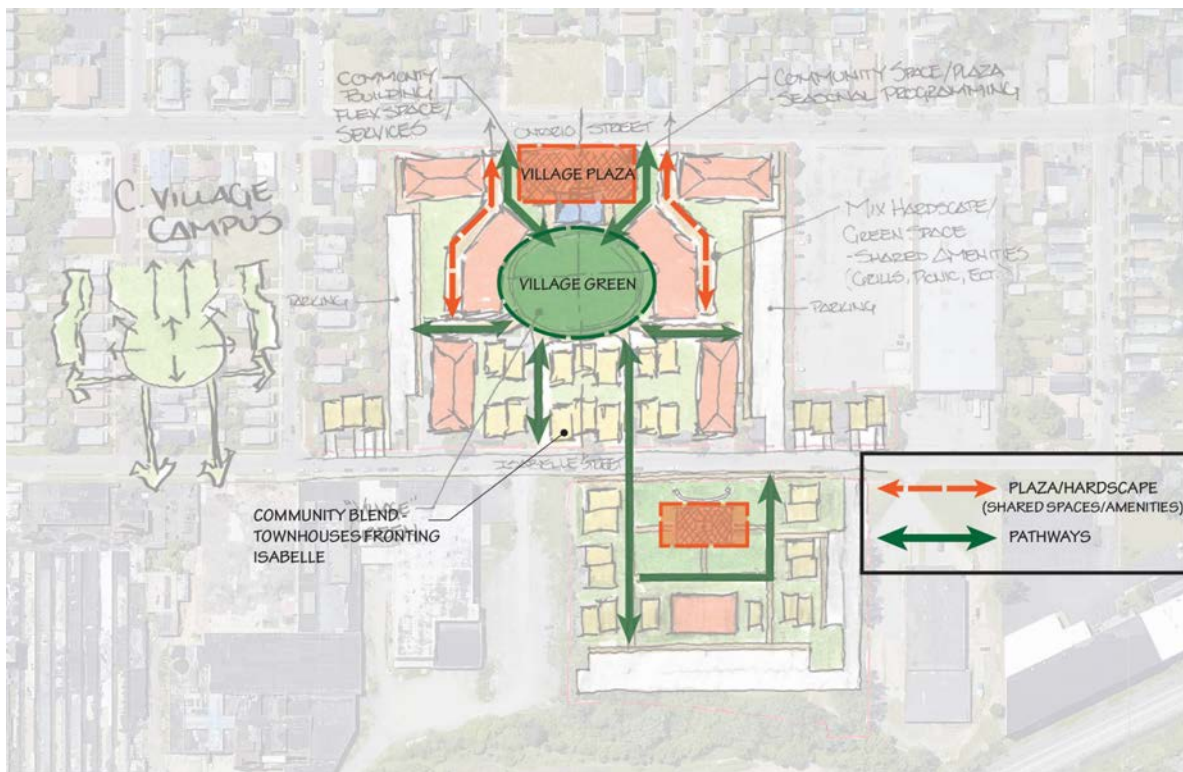 COMMUNITY
BUILDING
FLEX SPACE/
SERVICES
COMMUNITY SPACE/PLAZA
- SEASONAL PROGRAMMING
ONTARIO STREET
VILLAGE PLAZA
C. VILLAGE
CAMPUS
MIX HARDSCAPE/
GREEN SPACE
- SHARED AMENITIES
(GRILLS, PICNIC, ECT.)
VILLAGE GREEN
PARKING
PARKING
ISABELLE STREET
"VILLAGE"
COMMUNITY BLEND-
TOWNHOUSES FRONTING
ISABELLE
PLAZA/HARDSCAPE
(SHARED SPACES/AMENITIES)
PATHWAYS